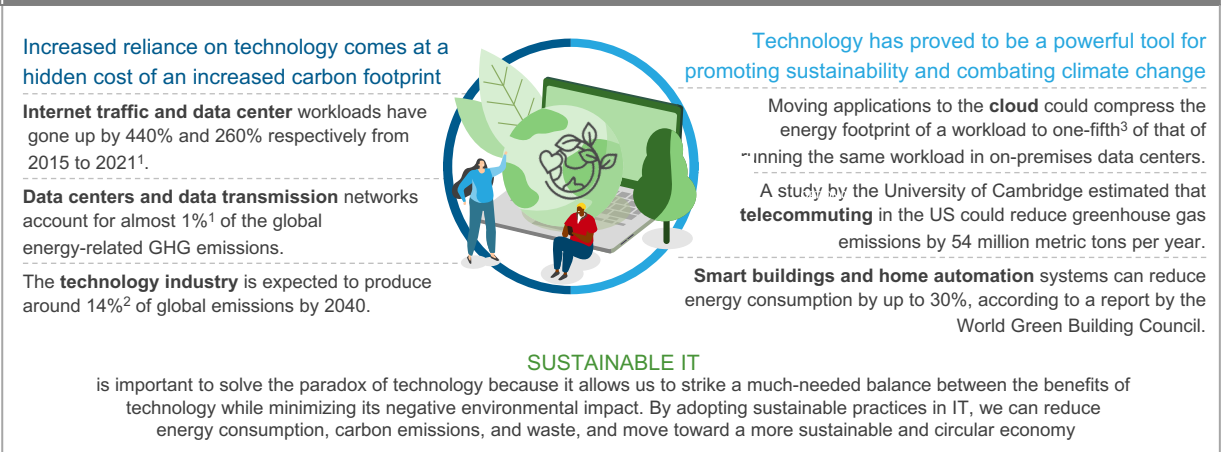 Increased reliance on technology comes at a
hidden cost of an increased carbon footprint
Internet traffic and data center workloads have
gone up by 440% and 260% respectively from
2015 to 2021¹.
Data centers and data transmission networks
account for almost 1%¹ of the global
energy-related GHG emissions.
The technology industry is expected to produce
around 14%² of global emissions by 2040.
Technology has proved to be a powerful tool for
promoting sustainability and combating climate change
Moving applications to the cloud could compress the
energy footprint of a workload to one-fifth³ of that of
the same workload in on-premises data centers.
A the University of Cambridge estimated that
telecommuting in the US could reduce greenhouse gas
emissions by 54 million metric tons per year.
Smart buildings and home automation systems can reduce
energy consumption by up to 30%, according to a report by the
World Green Building Council.
SUSTAINABLE IT
is important to solve the paradox of technology because it allows us to strike a much-needed balance between the benefits of
technology while minimizing its negative environmental impact. By adopting sustainable practices in IT, we can reduce
energy consumption, carbon emissions, and waste, and move toward a more sustainable and circular economy